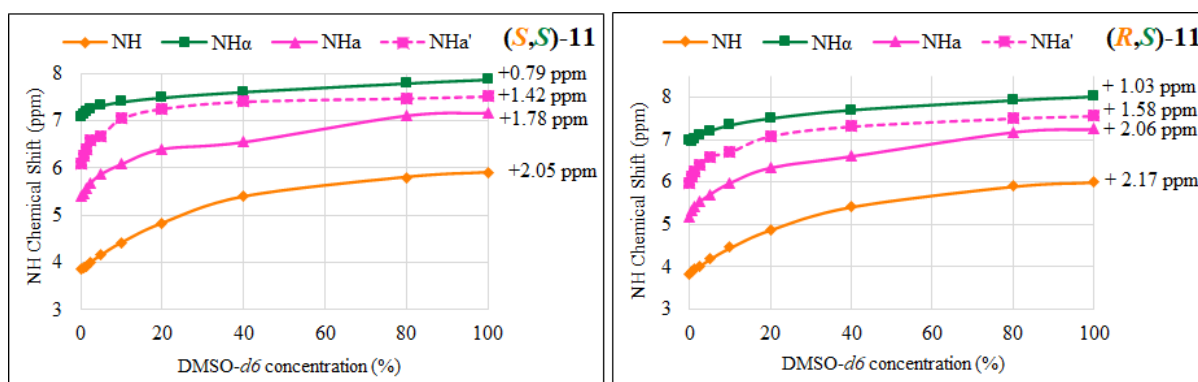 NH NHα NHa NHa' (S,S)-11
NH Chemical Shift (ppm)
8
7
6
5
4
3
+0.79 ppm
+1.42 ppm
+1.78 ppm
+2.05 ppm
0 20 40 60 80 100
DMSO-d6 concentration (%)
NH NHα NHa NHa' (R,S)-11
NH Chemical Shift (ppm)
8
7
6
5
4
3
+ 1.03 ppm
+ 1.58 ppm
+ 2.06 ppm
+ 2.17 ppm
0 20 40 60 80 100
DMSO-d6 concentration (%)